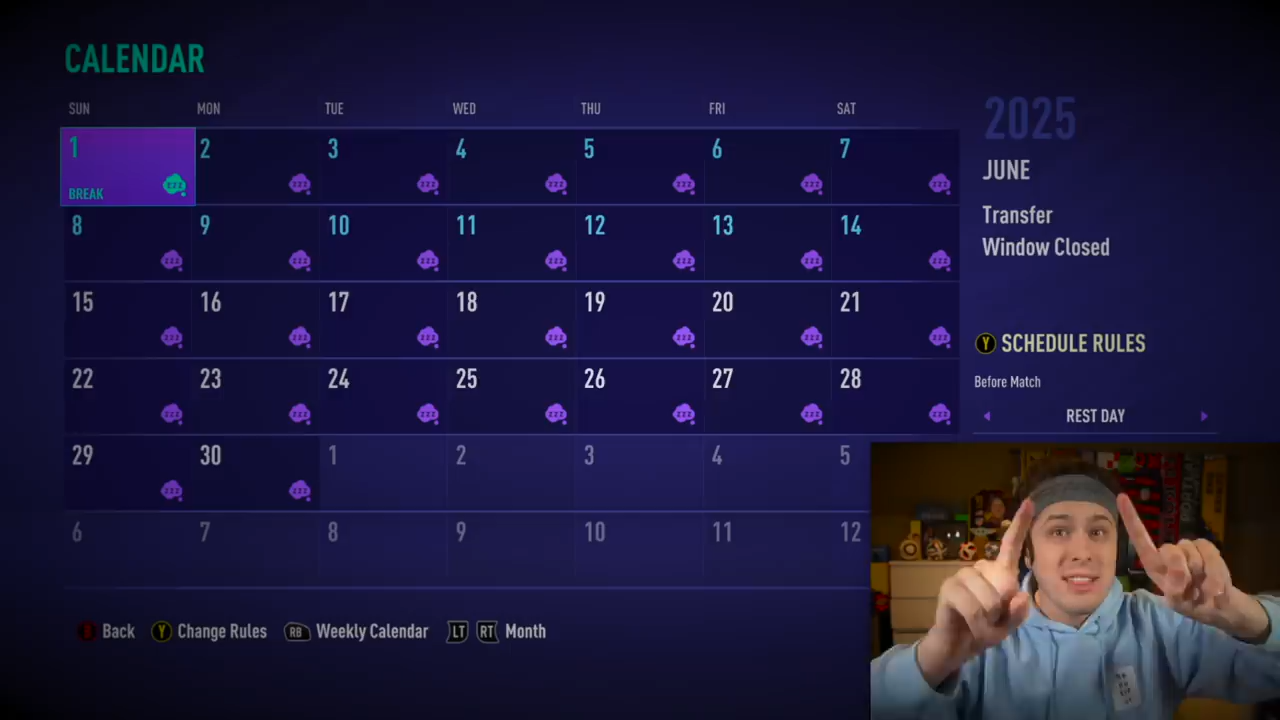 CALENDAR
SUN MON TUE WED THU FRI SAT
1 2 3 4 5 6 7
BREAK
8 9 10 11 12 13 14
15 16 17 18 19 20 21
22 23 24 25 26 27 28
29 30 1 2 3 4 5
6 7 8 9 10 11 12
2025
JUNE
Transfer
Window Closed
Y SCHEDULE RULES
Before Match
REST DAY
B Back Y Change Rules RB Weekly Calendar LT RT Month